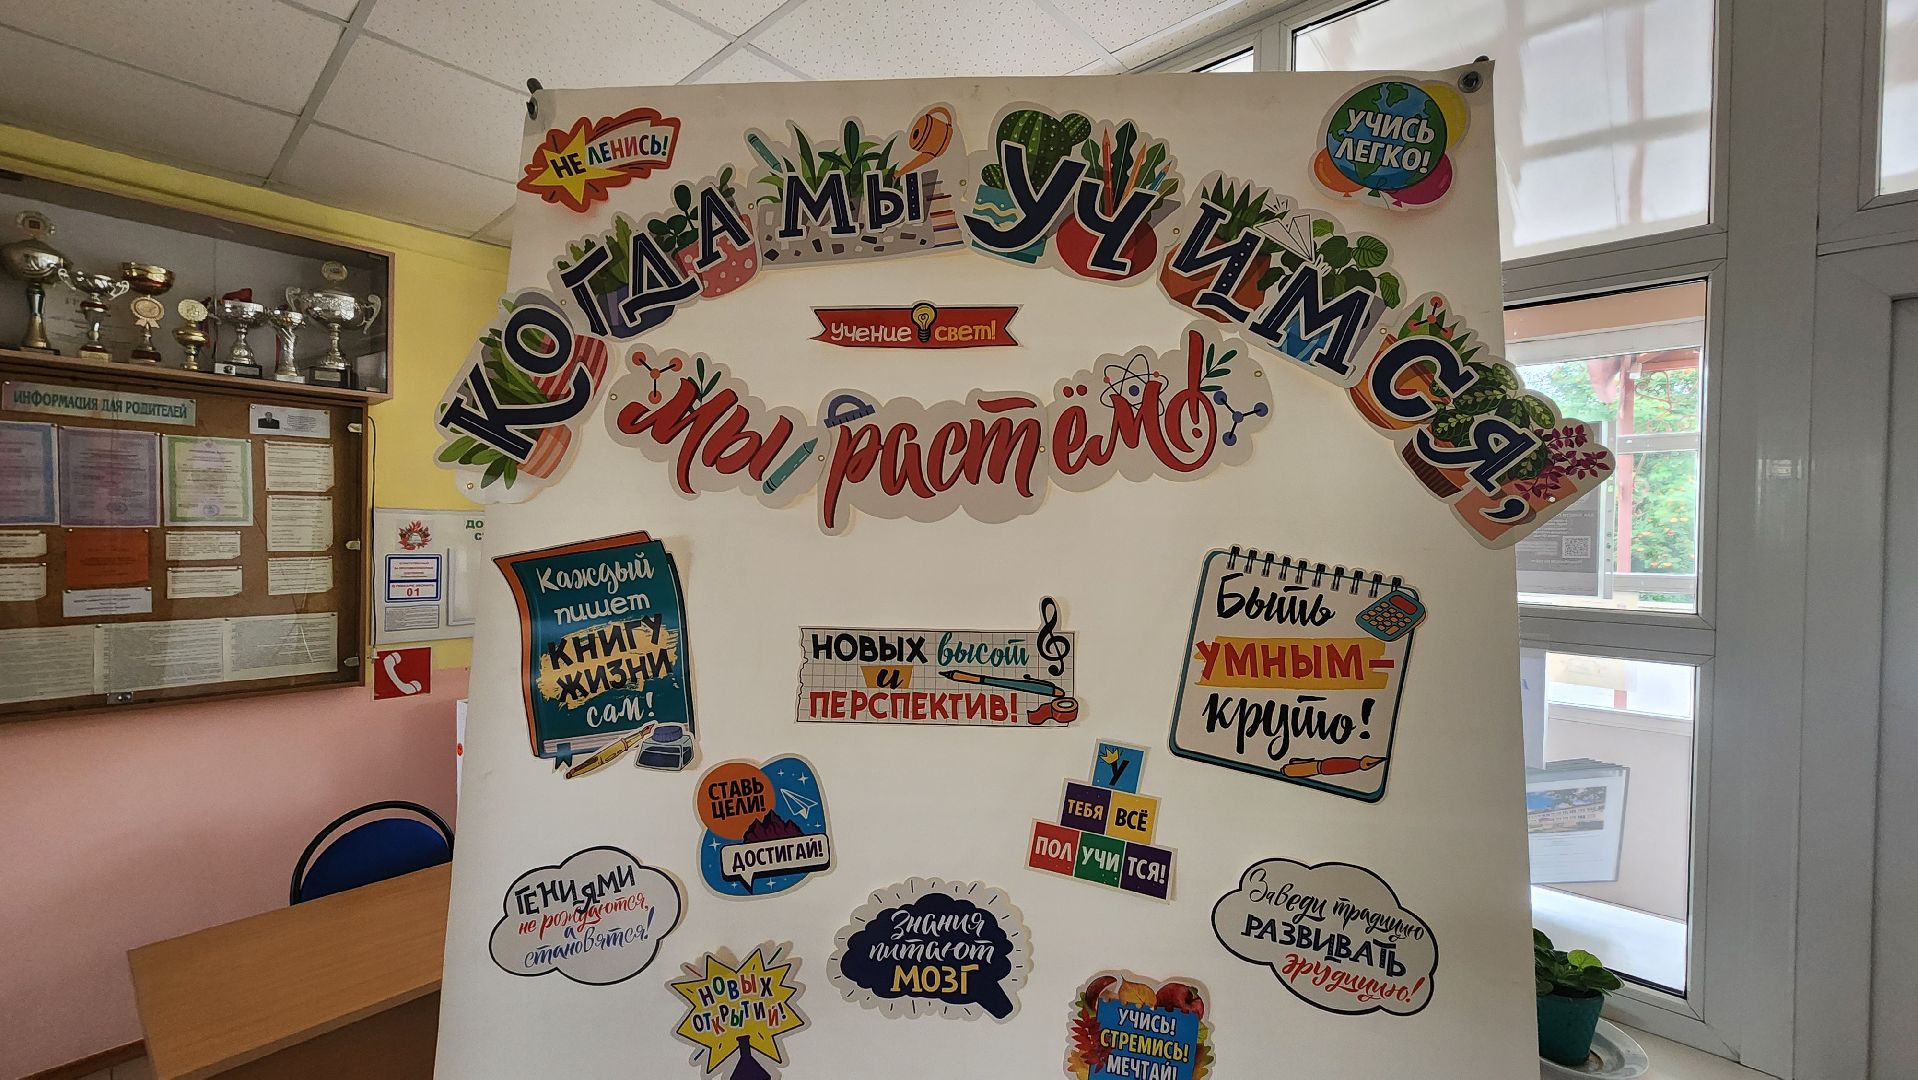 НЕ ЛЕНИСЬ!
УЧИСЬ
ЛЕГКО!
КОГДА МЫ УЧИМСЯ,
УЧЕНИЕ СВЕТ!
Мы растём!
ИНФОРМАЦИЯ ДЛЯ РОДИТЕЛЕЙ
01
Каждый
пишет
КНИГУ
ЖИЗНИ
сам!
НОВЫХ высот
и
ПЕРСПЕКТИВ!
Быть
УМНЫМ–
круто!
СТАВЬ
ЦЕЛИ!
ДОСТИГАЙ!
У
ТЕБЯ ВСЁ
ПОЛ УЧИ ТСЯ!
ГЕНИЯМИ
не рождаются,
а
становятся!
Знания
питают
МОЗГ
Заведи традицию
РАЗВИВАТЬ
эрудицию!
НОВЫХ
ОТКРЫТИЙ!
УЧИСЬ!
СТРЕМИСЬ!
МЕЧТАЙ!